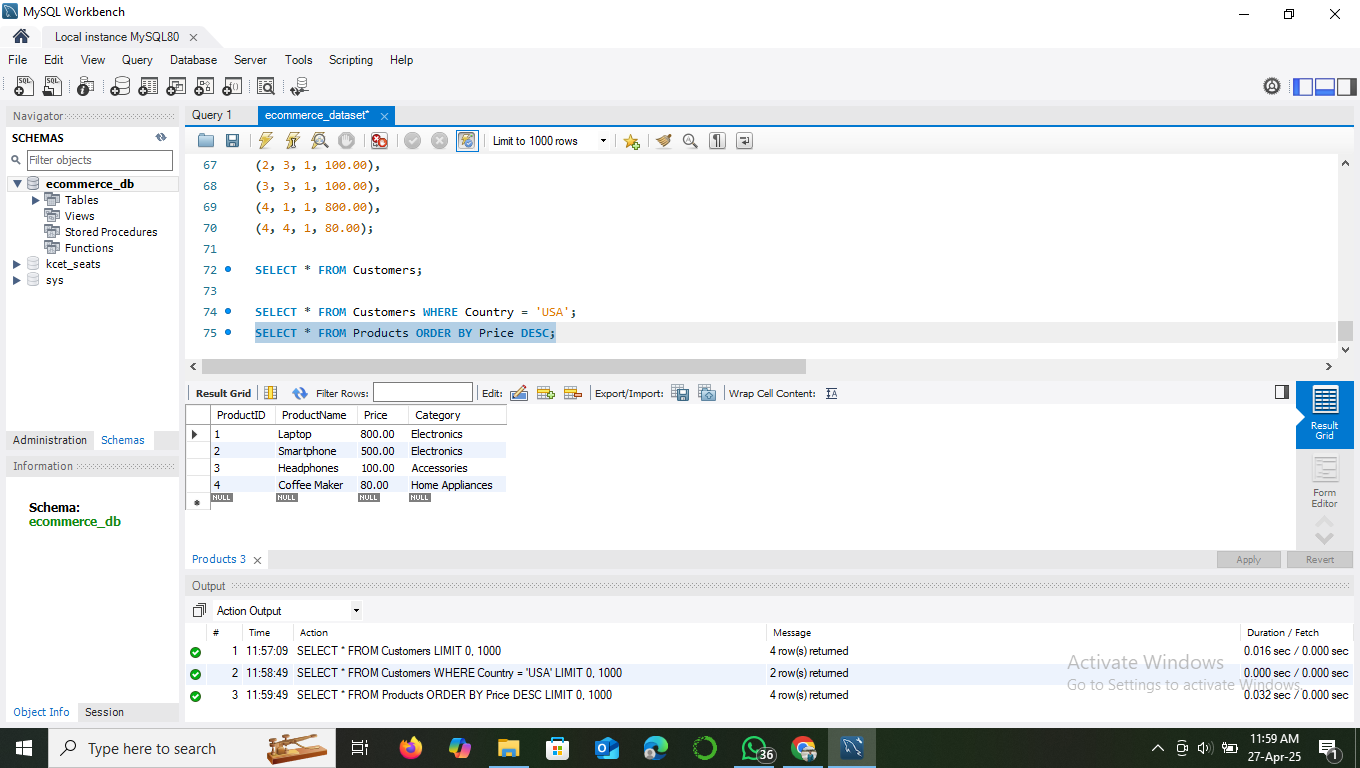 MySQL Workbench
Local instance MySQL80
File Edit View Query Database Server Tools Scripting Help
Navigator
SCHEMAS
Filter objects
ecommerce_db
Tables
Views
Stored Procedures
Functions
kcet_seats
sys
Administration Schemas
Information
Schema:
ecommerce_db
Object Info Session
Query 1 ecommerce_dataset*
Limit to 1000 rows
67 (2, 3, 1, 100.00),
68 (3, 3, 1, 100.00),
69 (4, 1, 1, 800.00),
70 (4, 4, 1, 80.00);
71
72 SELECT * FROM Customers;
73
74 SELECT * FROM Customers WHERE Country = 'USA';
75 SELECT * FROM Products ORDER BY Price DESC;
Result Grid Filter Rows: Edit: Export/Import: Wrap Cell Content:
ProductID ProductName Price Category
1 Laptop 800.00 Electronics
2 Smartphone 500.00 Electronics
3 Headphones 100.00 Accessories
4 Coffee Maker 80.00 Home Appliances
NULL NULL NULL NULL
Result
Grid
Form
Editor
Products 3
Apply Revert
Output
Action Output
# Time Action Message Duration / Fetch
1 11:57:09 SELECT * FROM Customers LIMIT 0, 1000 4 row(s) returned 0.016 sec / 0.000 sec
2 11:58:49 SELECT * FROM Customers WHERE Country = 'USA' LIMIT 0, 1000 2 row(s) returned 0.000 sec / 0.000 sec
3 11:59:49 SELECT * FROM Products ORDER BY Price DESC LIMIT 0, 1000 4 row(s) returned 0.032 sec / 0.000 sec
Activate Windows
Go to Settings to activate Windows.
Type here to search
36
11:59 AM
27-Apr-25
1